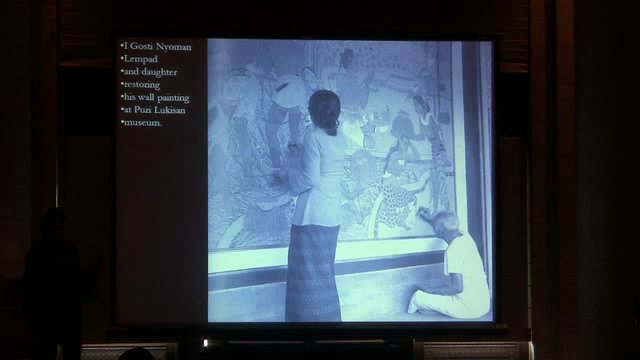 •I Gosti Nyoman
•Lempad
•and daughter
•restoring
•his wall painting
•at Puri Lukisan
•museum.